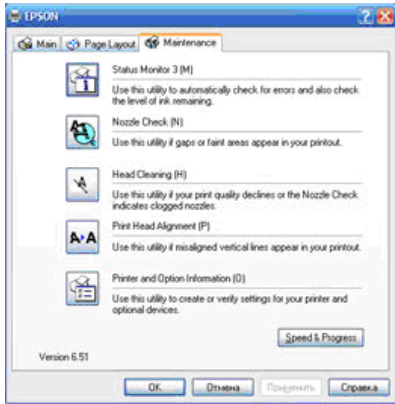 EPSON
Main Page Layout Maintenance
Status Monitor 3 (M)
Use this utility to automatically check for errors and also check
the level of ink remaining.
Nozzle Check (N)
Use this utility if gaps or faint areas appear in your printout.
Head Cleaning (H)
Use this utility if your print quality declines or the Nozzle Check
indicates clogged nozzles.
Print Head Alignment (P)
Use this utility if misaligned vertical lines appear in your printout.
Printer and Option Information (O)
Use this utility to create or verify settings for your printer and
optional devices.
Speed & Progress
Version 6.51
OK Отмена Применить Справка